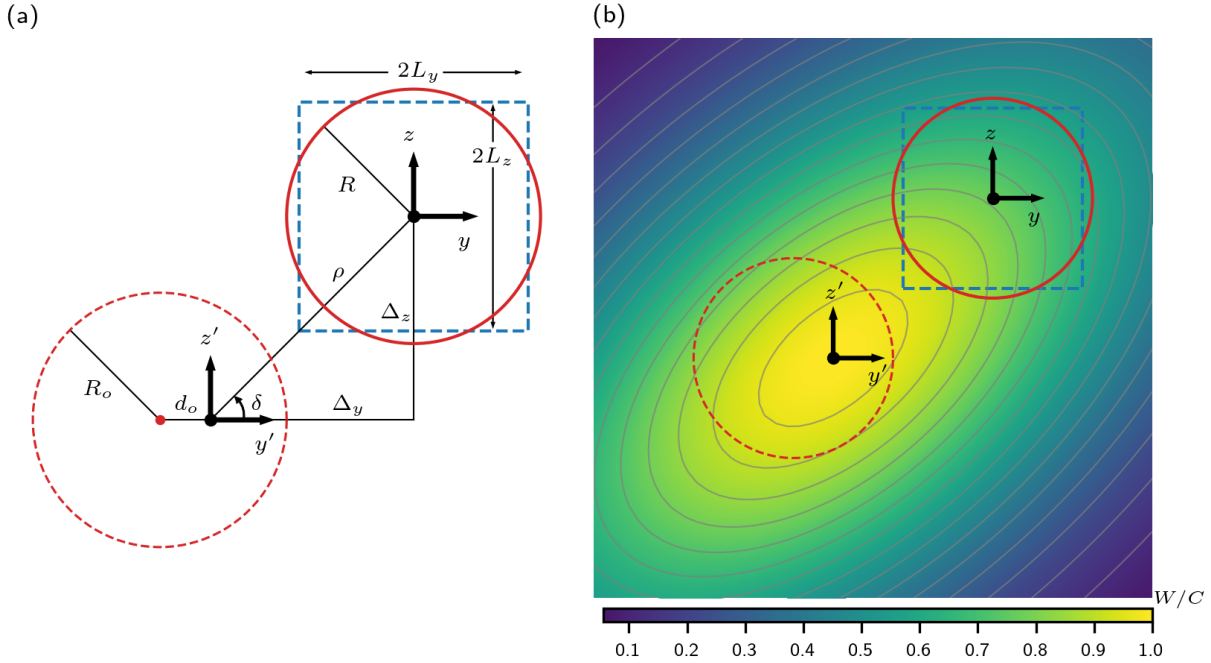 (a)
2L_y
z
2L_z
R
y
ρ
Δ_z
z′
R_o
d_o
δ
Δ_y
y′
(b)
z
y
z′
y′
W/C
0.1 0.2 0.3 0.4 0.5 0.6 0.7 0.8 0.9 1.0